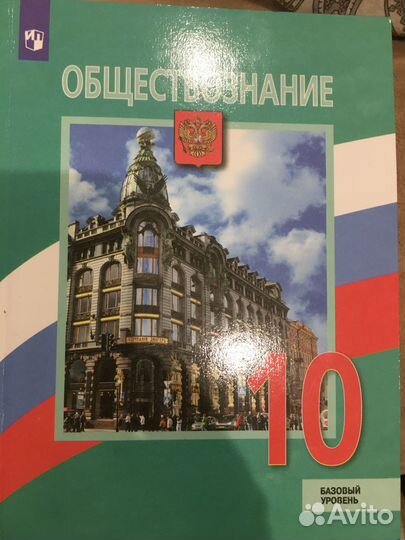 ОБЩЕСТВОЗНАНИЕ
10
БАЗОВЫЙ
УРОВЕНЬ
Avito